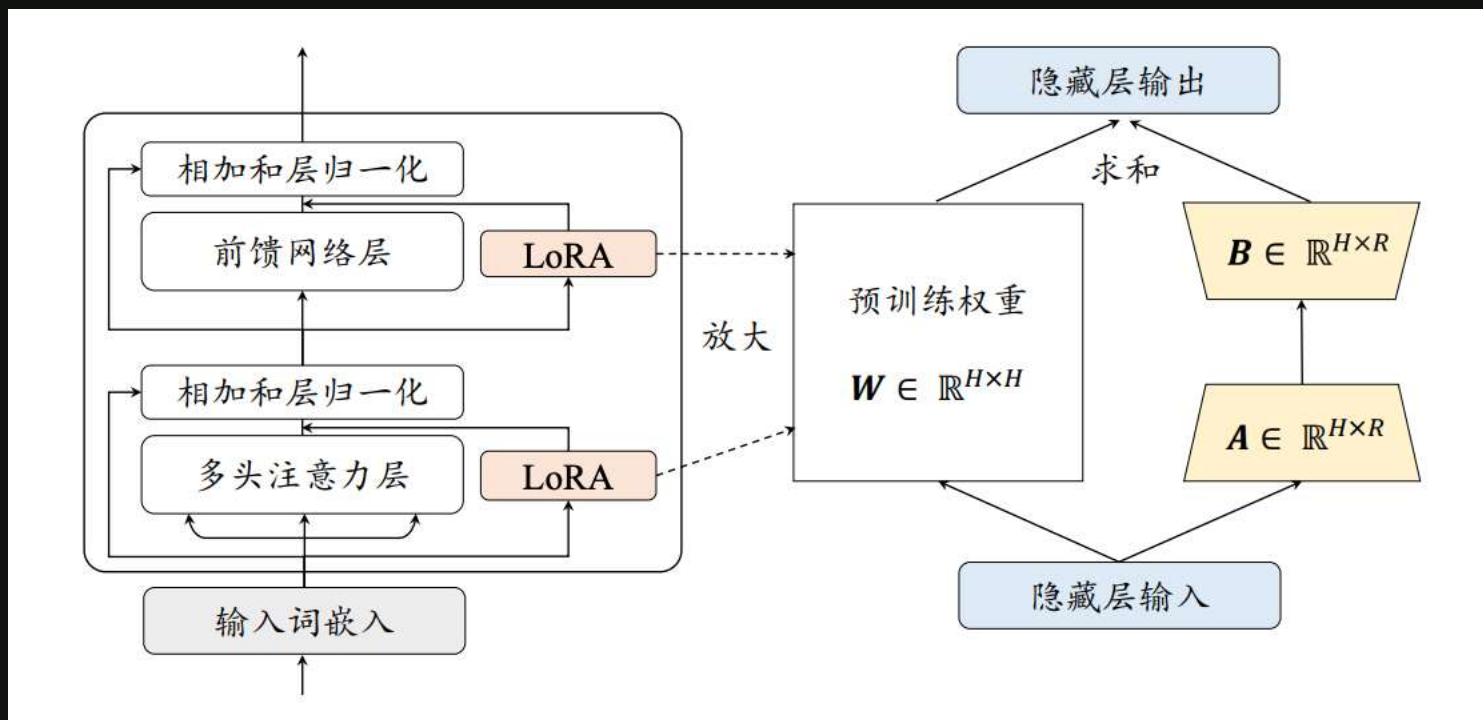 相加和层归一化
前馈网络层
LoRA
相加和层归一化
多头注意力层
LoRA
输入词嵌入
放大
隐藏层输出
求和
预训练权重
W ∈ ℝ^{H×H}
B ∈ ℝ^{H×R}
A ∈ ℝ^{H×R}
隐藏层输入